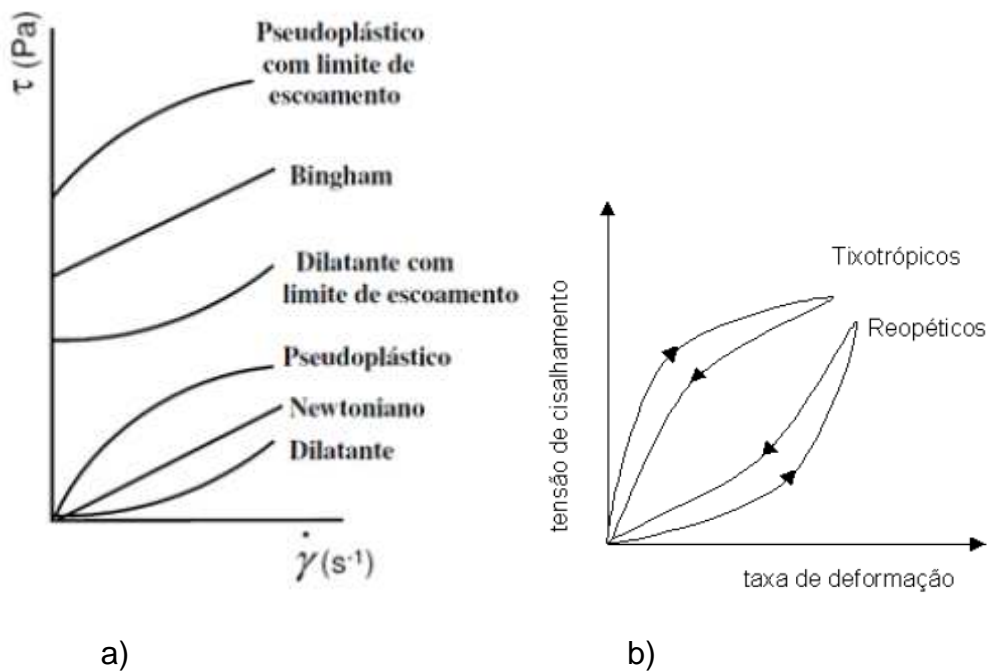 τ (Pa)
Pseudoplástico
com limite de
escoamento
Bingham
Dilatante com
limite de escoamento
Pseudoplástico
Newtoniano
Dilatante
γ̇ (s⁻¹)
a)
tensão de cisalhamento
Tixotrópicos
Reopéticos
taxa de deformação
b)